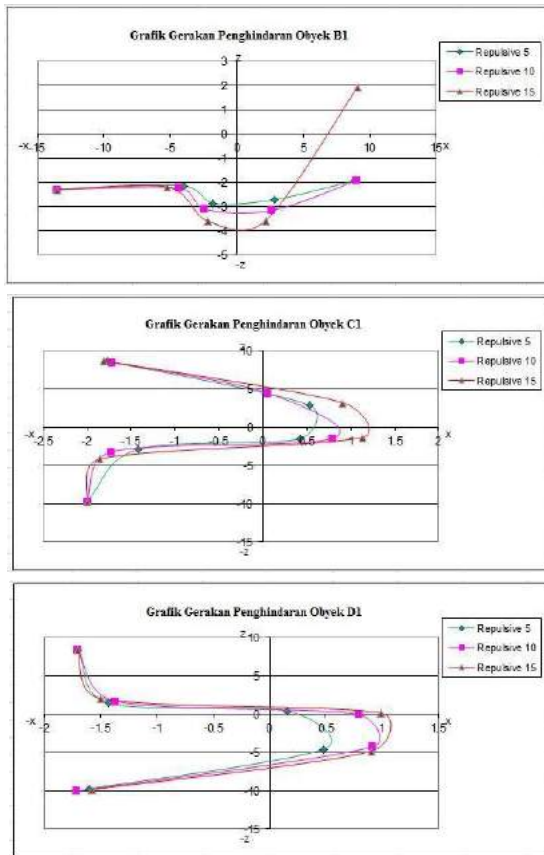 Grafik Gerakan Penghindaran Obyek B1
-z
3
2
1
0
-x -15 -10 -5 0 5 10 15 x
-1
-2
-3
-4
-5
-z
Repulsive 5
Repulsive 10
Repulsive 15
Grafik Gerakan Penghindaran Obyek C1
z 10
5
0
-x -2.5 -2 -1.5 -1 -0.5 0 0.5 1 1.5 2 x
-5
-10
-15
-z
Repulsive 5
Repulsive 10
Repulsive 15
Grafik Gerakan Penghindaran Obyek D1
z 10
5
0
-x -2 -1.5 -1 -0.5 0 0.5 1 1.5 x
-5
-10
-15
-z
Repulsive 5
Repulsive 10
Repulsive 15